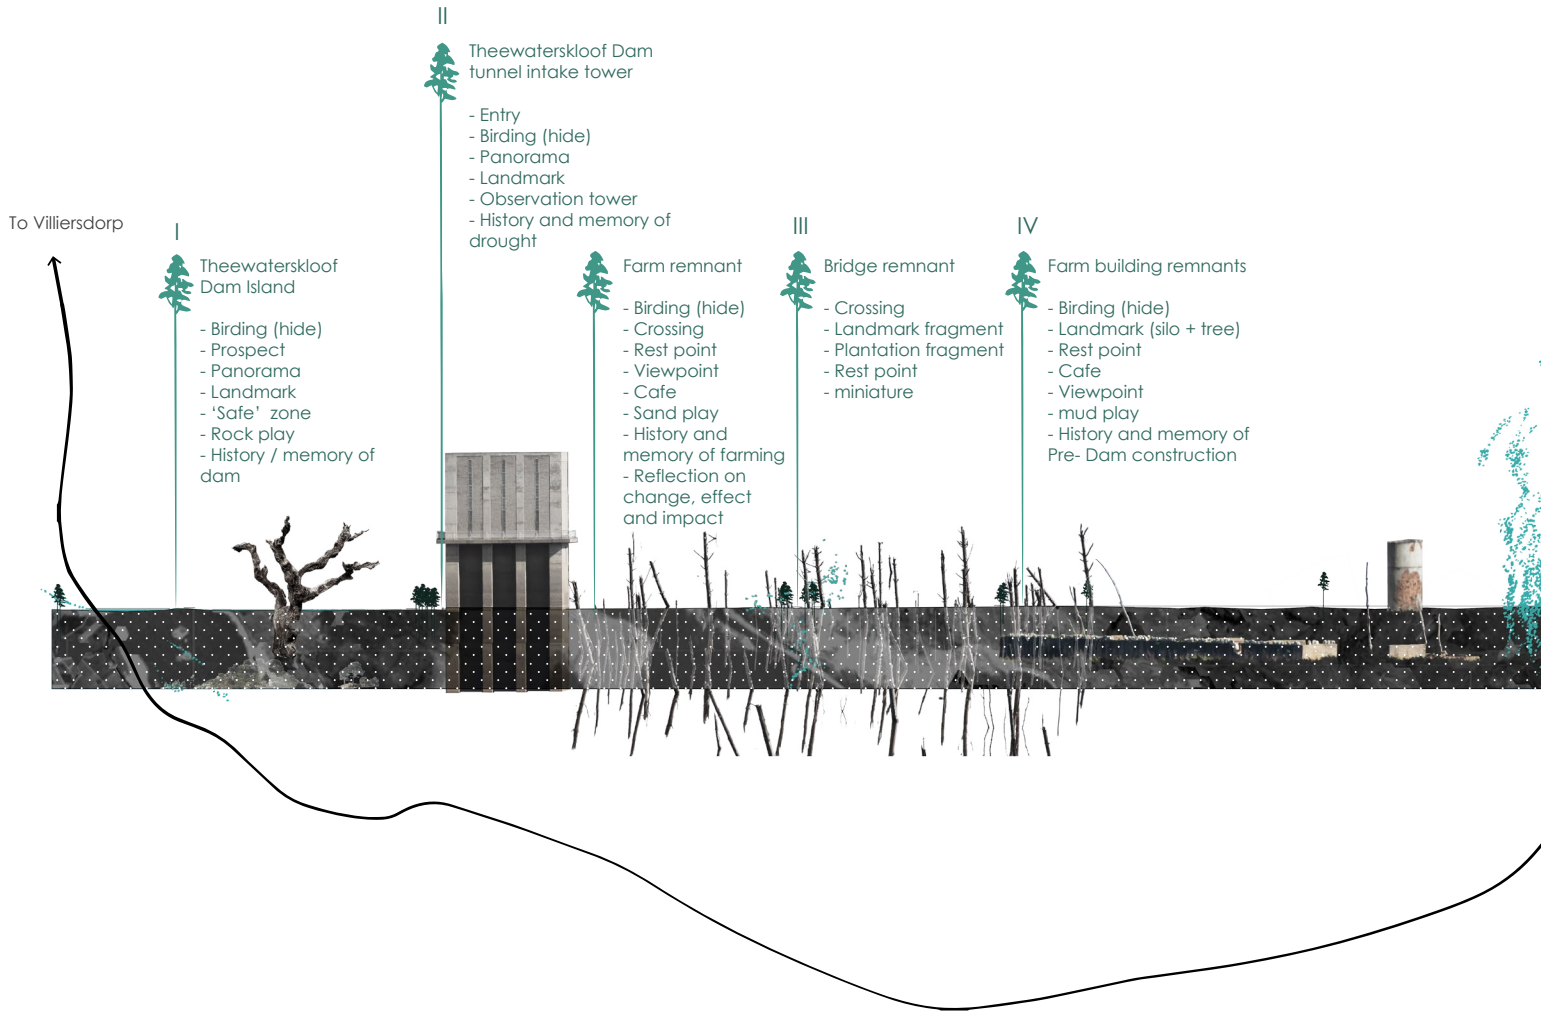 II
Theewaterskloof Dam
tunnel intake tower
- Entry
- Birding (hide)
- Panorama
- Landmark
- Observation tower
- History and memory of
drought
To Villiersdorp
I
Theewaterskloof
Dam Island
- Birding (hide)
- Prospect
- Panorama
- Landmark
- ‘Safe’ zone
- Rock play
- History / memory of
dam
Farm remnant
- Birding (hide)
- Crossing
- Rest point
- Viewpoint
- Cafe
- Sand play
- History and
memory of farming
- Reflection on
change, effect
and impact
III
Bridge remnant
- Crossing
- Landmark fragment
- Plantation fragment
- Rest point
- miniature
IV
Farm building remnants
- Birding (hide)
- Landmark (silo + tree)
- Rest point
- Cafe
- Viewpoint
- mud play
- History and memory of
Pre- Dam construction